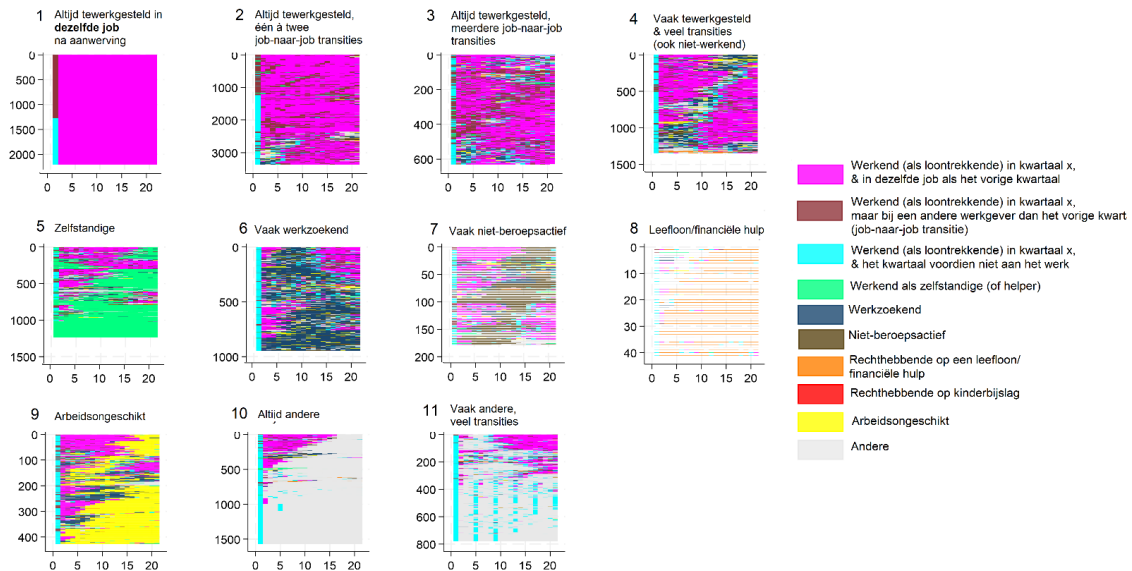 1 Altijd tewerkgesteld in
dezelfde job
na aanwerving
0
500
1000
1500
2000
0 5 10 15 20
2 Altijd tewerkgesteld,
één à twee
job-naar-job transities
0
1000
2000
3000
0 5 10 15 20
3 Altijd tewerkgesteld,
meerdere job-naar-job
transities
0
200
400
600
0 5 10 15 20
4 Vaak tewerkgesteld
& veel transities
(ook niet-werkend)
0
500
1000
1500
0 5 10 15 20
5 Zelfstandige
0
500
1000
1500
0 5 10 15 20
6 Vaak werkzoekend
0
500
1000
0 5 10 15 20
7 Vaak niet-beroepsactief
0
50
100
150
200
0 5 10 15 20
8 Leefloon/financiële hulp
0
10
20
30
40
0 5 10 15 20
9 Arbeidsongeschikt
0
100
200
300
400
0 5 10 15 20
10 Altijd andere
0
500
1000
1500
0 5 10 15 20
11 Vaak andere,
veel transities
0
200
400
600
800
0 5 10 15 20
Werkend (als loontrekkende) in kwartaal x,
& in dezelfde job als het vorige kwartaal
Werkend (als loontrekkende) in kwartaal x,
maar bij een andere werkgever dan het vorige kwart
(job-naar-job transitie)
Werkend (als loontrekkende) in kwartaal x,
& het kwartaal voordien niet aan het werk
Werkend als zelfstandige (of helper)
Werkzoekend
Niet-beroepsactief
Rechthebbende op een leefloon/
financiële hulp
Rechthebbende op kinderbijslag
Arbeidsongeschikt
Andere